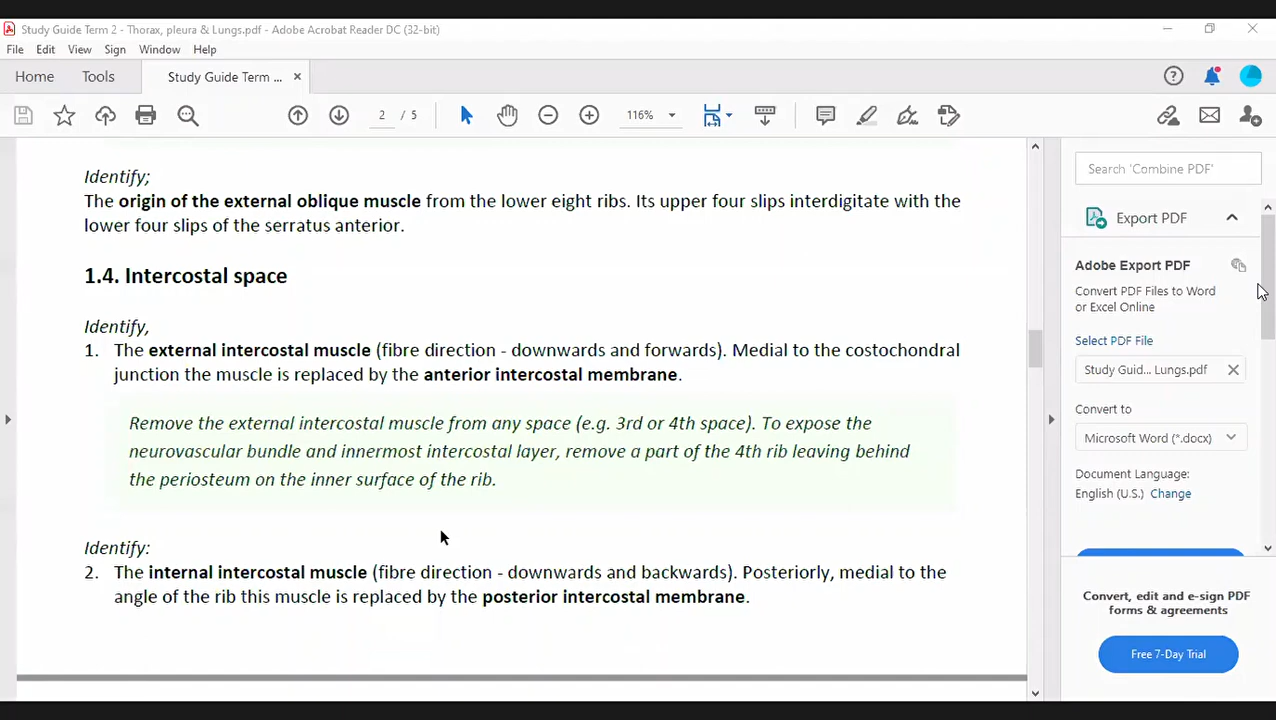 Study Guide Term 2 - Thorax, pleura & Lungs.pdf - Adobe Acrobat Reader DC (32-bit)
File Edit View Sign Window Help
Home Tools Study Guide Term ... ×
2 / 5 116%
Identify;
The origin of the external oblique muscle from the lower eight ribs. Its upper four slips interdigitate with the
lower four slips of the serratus anterior.
1.4. Intercostal space
Identify,
1. The external intercostal muscle (fibre direction - downwards and forwards). Medial to the costochondral
junction the muscle is replaced by the anterior intercostal membrane.
Remove the external intercostal muscle from any space (e.g. 3rd or 4th space). To expose the
neurovascular bundle and innermost intercostal layer, remove a part of the 4th rib leaving behind
the periosteum on the inner surface of the rib.
Identify:
2. The internal intercostal muscle (fibre direction - downwards and backwards). Posteriorly, medial to the
angle of the rib this muscle is replaced by the posterior intercostal membrane.
Search 'Combine PDF'
Export PDF
Adobe Export PDF
Convert PDF Files to Word
or Excel Online
Select PDF File
Study Guid... Lungs.pdf
Convert to
Microsoft Word (*.docx)
Document Language:
English (U.S.) Change
Convert, edit and e-sign PDF
forms & agreements
Free 7-Day Trial